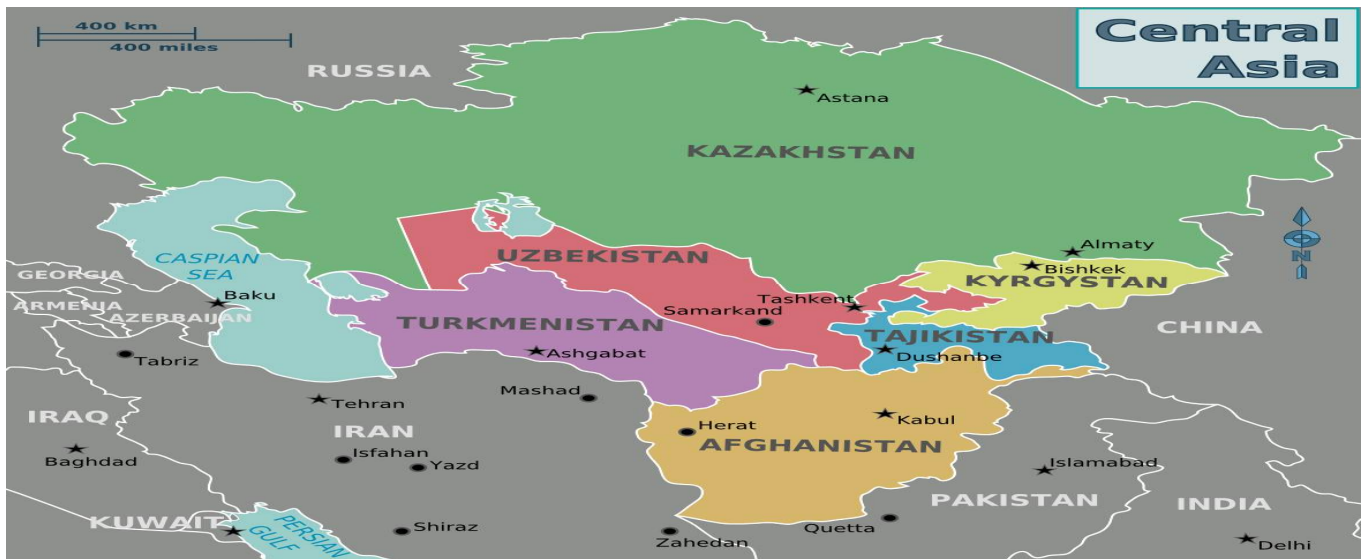 400 km
400 miles
Central
Asia
RUSSIA
Astana
KAZAKHSTAN
CASPIAN
SEA
UZBEKISTAN
Almaty
Bishkek
KYRGYSTAN
N
GEORGIA
Baku
ARMENIA
AZERBAIJAN
Tashkent
Samarkand
TURKMENISTAN
TAJIKISTAN
CHINA
Tabriz
Ashgabat
Dushanbe
Mashad
Tehran
IRAQ
IRAN
Herat
Kabul
AFGHANISTAN
Baghdad
Isfahan
Yazd
Islamabad
PAKISTAN
INDIA
KUWAIT
PERSIAN
GULF
Shiraz
Zahedan
Quetta
Delhi